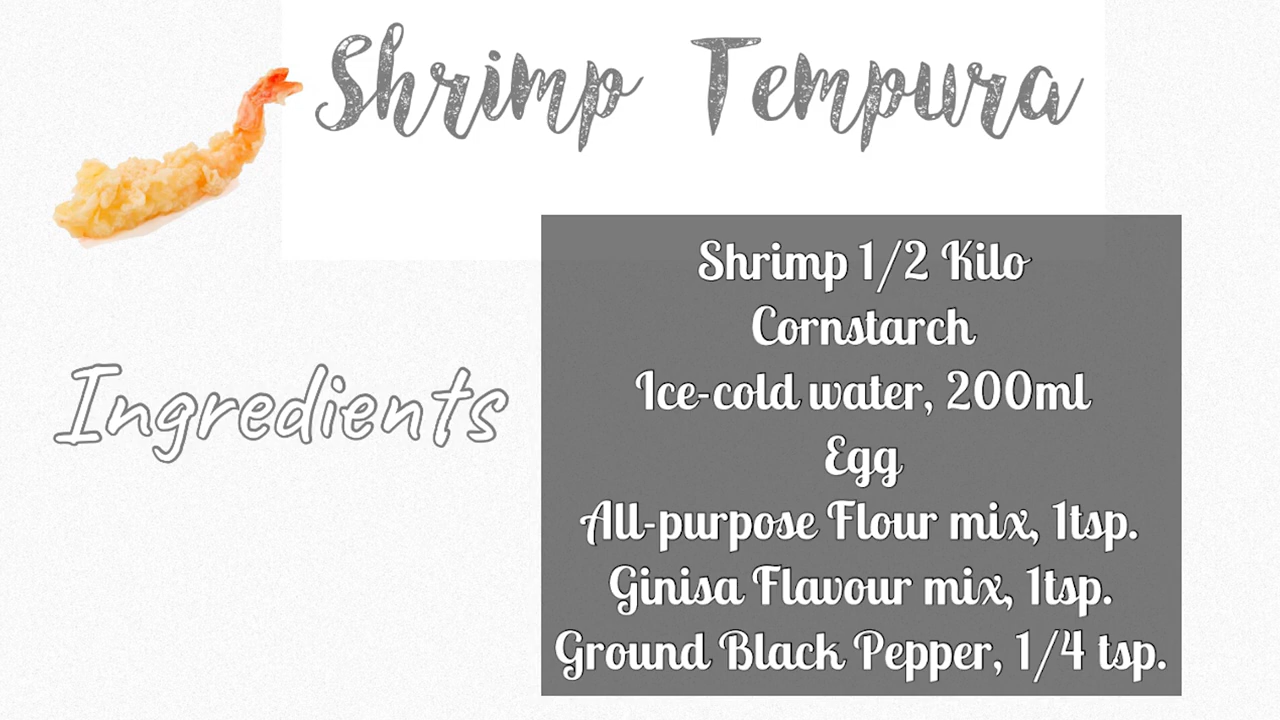 Shrimp Tempura
Ingredients
Shrimp 1/2 Kilo
Cornstarch
Ice-cold water, 200ml
Egg
All-purpose Flour mix, 1tsp.
Ginisa Flavour mix, 1tsp.
Ground Black Pepper, 1/4 tsp.